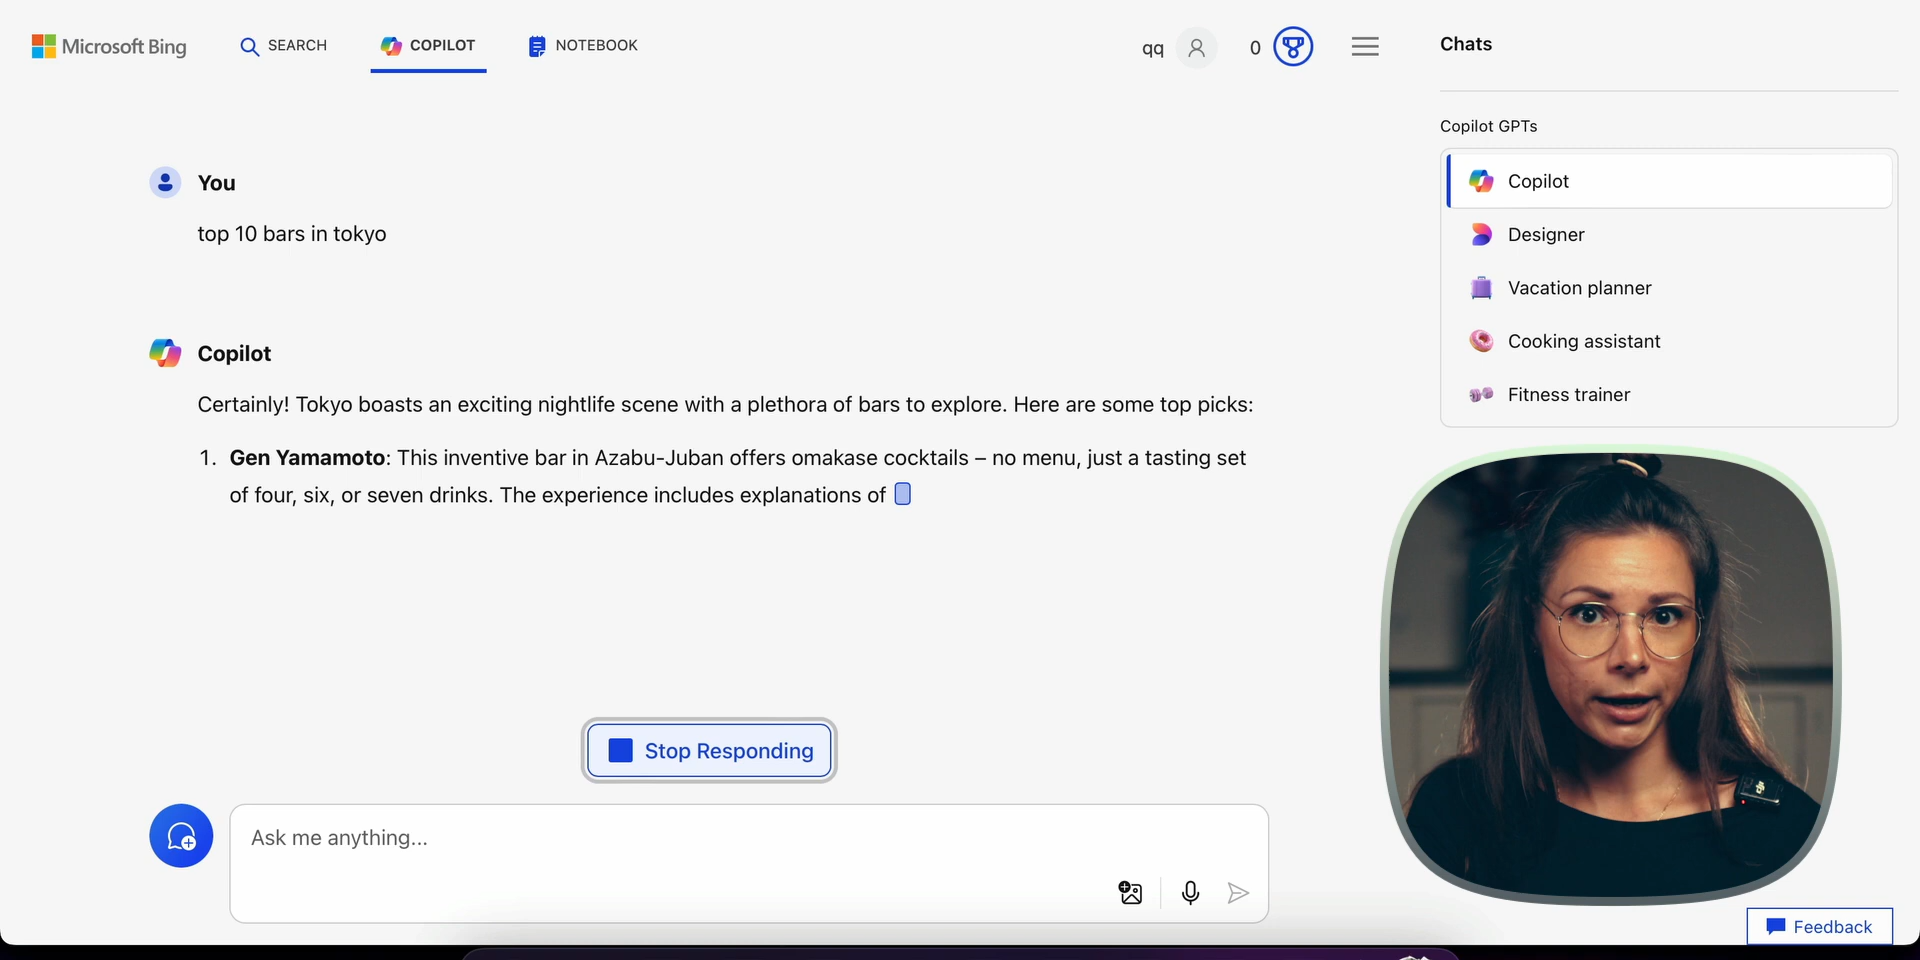 Microsoft Bing
SEARCH
COPILOT
NOTEBOOK
qq
0
Chats
Copilot GPTs
Copilot
Designer
Vacation planner
Cooking assistant
Fitness trainer
You
top 10 bars in tokyo
Copilot
Certainly! Tokyo boasts an exciting nightlife scene with a plethora of bars to explore. Here are some top picks:
1. Gen Yamamoto: This inventive bar in Azabu-Juban offers omakase cocktails – no menu, just a tasting set
of four, six, or seven drinks. The experience includes explanations of
Stop Responding
Ask me anything...
Feedback